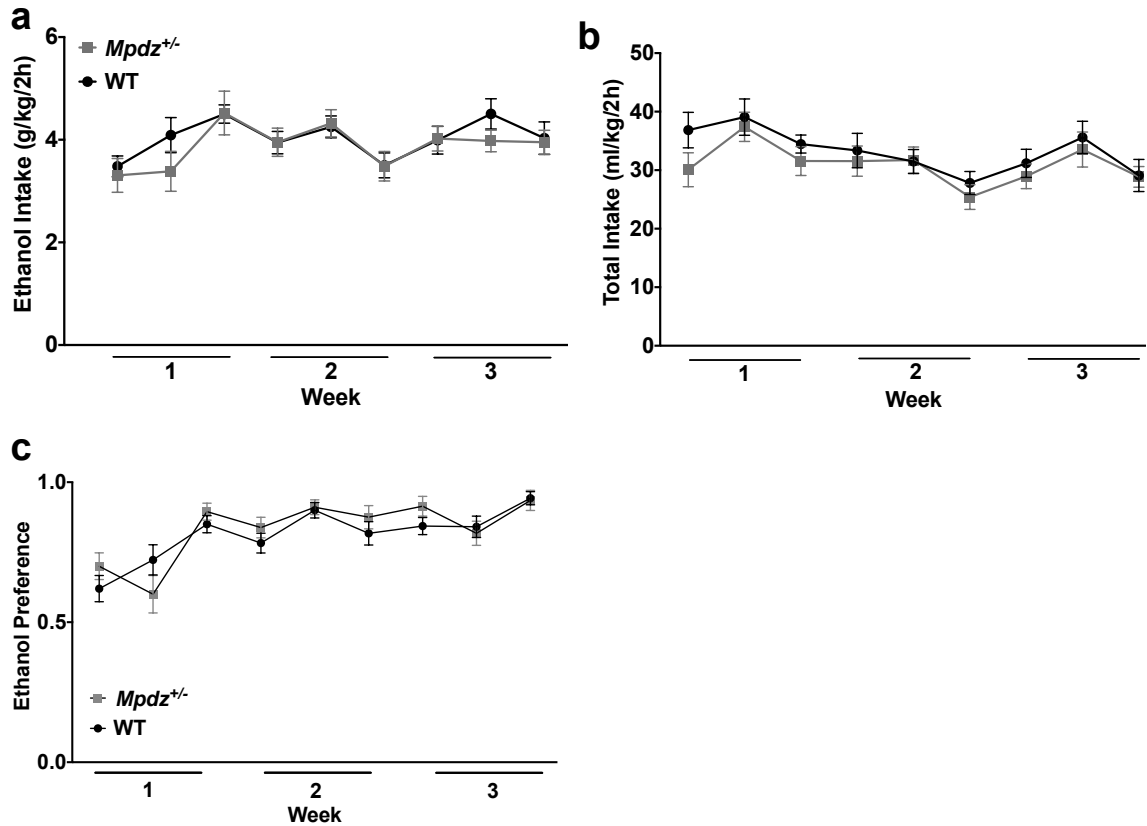 a
Mpdz+/-
WT
Ethanol Intake (g/kg/2h)
6
4
2
0
1
2
3
Week
b
Total Intake (ml/kg/2h)
50
40
30
20
10
0
1
2
3
Week
c
Ethanol Preference
1.0
0.5
0.0
Mpdz+/-
WT
1
2
3
Week